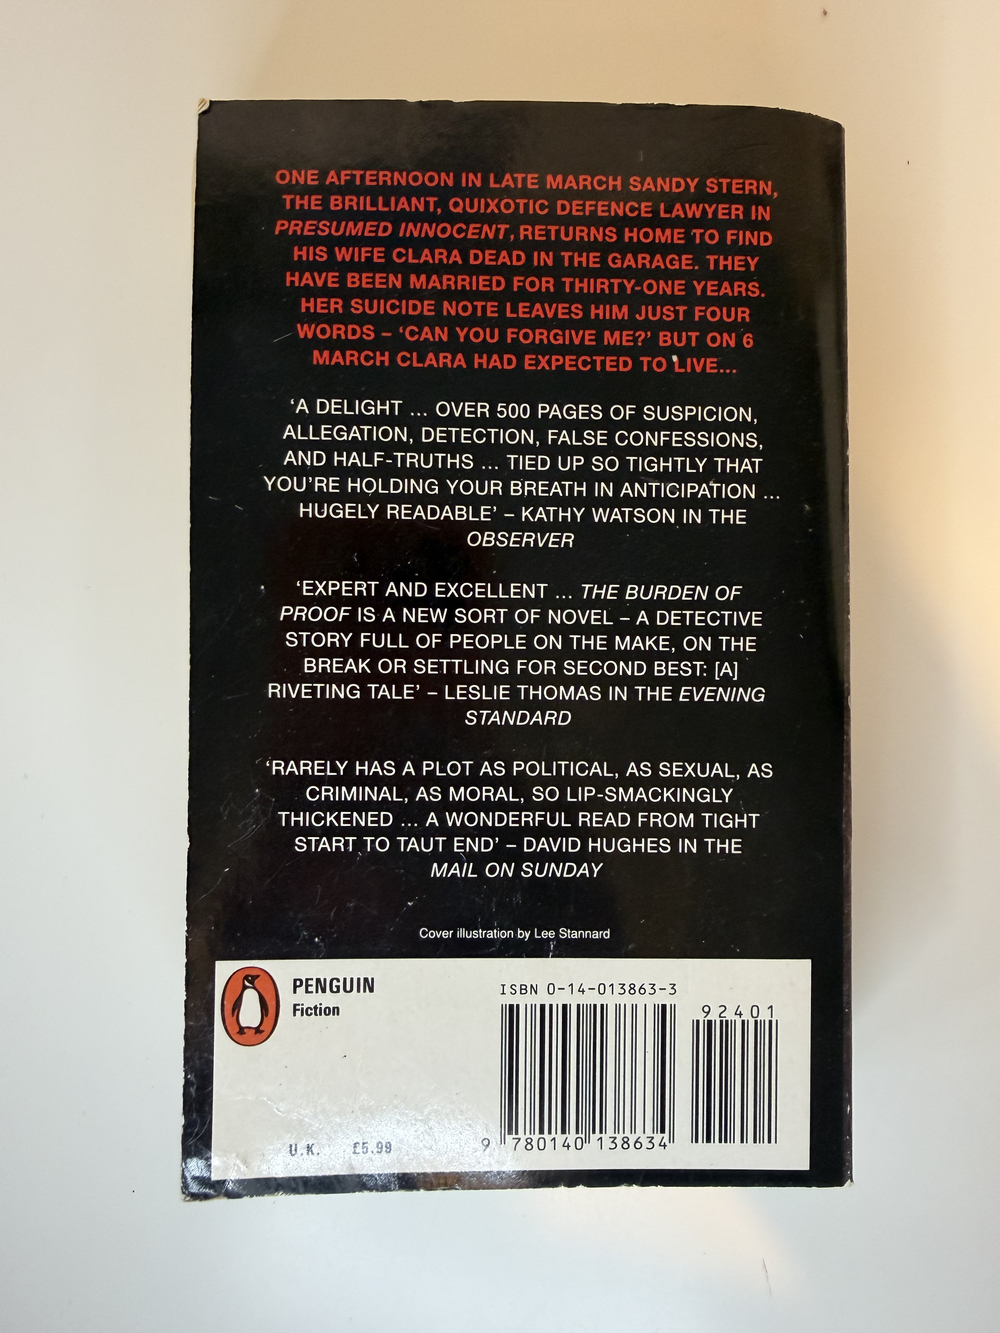 ONE AFTERNOON IN LATE MARCH SANDY STERN,
THE BRILLIANT, QUIXOTIC DEFENCE LAWYER IN
PRESUMED INNOCENT, RETURNS HOME TO FIND
HIS WIFE CLARA DEAD IN THE GARAGE. THEY
HAVE BEEN MARRIED FOR THIRTY-ONE YEARS.
HER SUICIDE NOTE LEAVES HIM JUST FOUR
WORDS – ‘CAN YOU FORGIVE ME?’ BUT ON 6
MARCH CLARA HAD EXPECTED TO LIVE...
‘A DELIGHT ... OVER 500 PAGES OF SUSPICION,
ALLEGATION, DETECTION, FALSE CONFESSIONS,
AND HALF-TRUTHS ... TIED UP SO TIGHTLY THAT
YOU’RE HOLDING YOUR BREATH IN ANTICIPATION ...
HUGELY READABLE’ – KATHY WATSON IN THE
OBSERVER
‘EXPERT AND EXCELLENT ... THE BURDEN OF
PROOF IS A NEW SORT OF NOVEL – A DETECTIVE
STORY FULL OF PEOPLE ON THE MAKE, ON THE
BREAK OR SETTLING FOR SECOND BEST: [A]
RIVETING TALE’ – LESLIE THOMAS IN THE EVENING
STANDARD
‘RARELY HAS A PLOT AS POLITICAL, AS SEXUAL, AS
CRIMINAL, AS MORAL, SO LIP-SMACKINGLY
THICKENED ... A WONDERFUL READ FROM TIGHT
START TO TAUT END’ – DAVID HUGHES IN THE
MAIL ON SUNDAY
Cover illustration by Lee Stannard
PENGUIN
Fiction
ISBN 0-14-013863-3
92401
9 780140 138634
U.K. £5.99